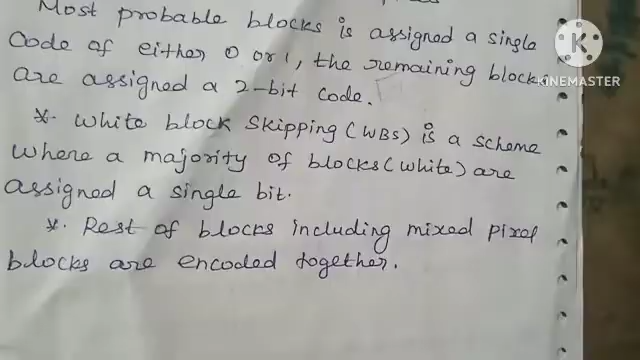 Most probable blocks is assigned a single
Code of either 0 or 1, the remaining blocks
are assigned a 2-bit code.
*. White block skipping (WBS) is a scheme
where a majority of blocks (white) are
assigned a single bit.
*. Rest of blocks including mixed pixel
blocks are encoded together.
KINEMASTER